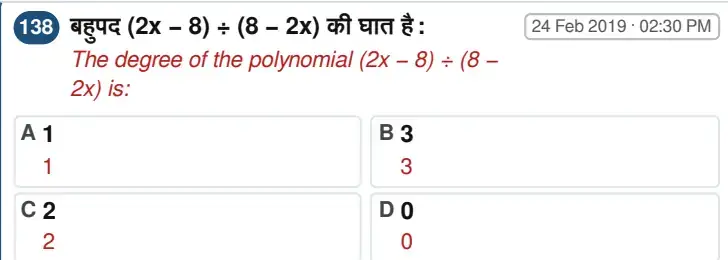 138 बहुपद (2x – 8) ÷ (8 – 2x) की घात है : 24 Feb 2019 · 02:30 PM
The degree of the polynomial (2x – 8) ÷ (8 –
2x) is:
A 1 B 3
1 3
C 2 D 0
2 0